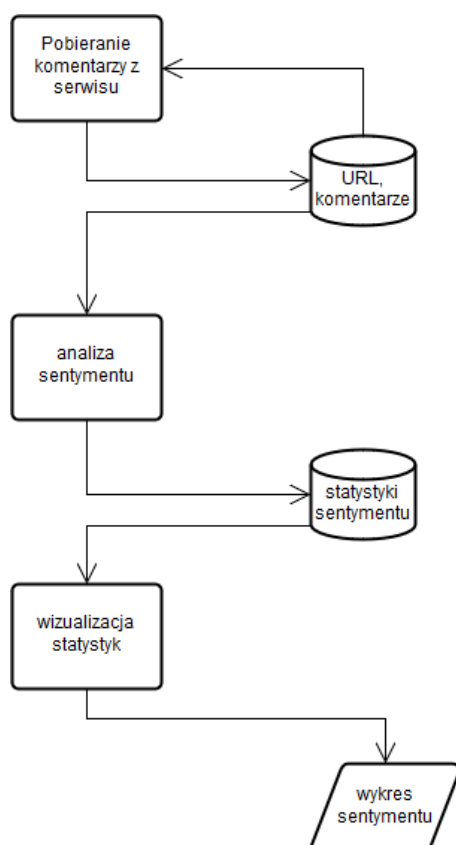 Pobieranie
komentarzy z
serwisu
URL,
komentarze
analiza
sentymentu
statystyki
sentymentu
wizualizacja
statystyk
wykres
sentymentu